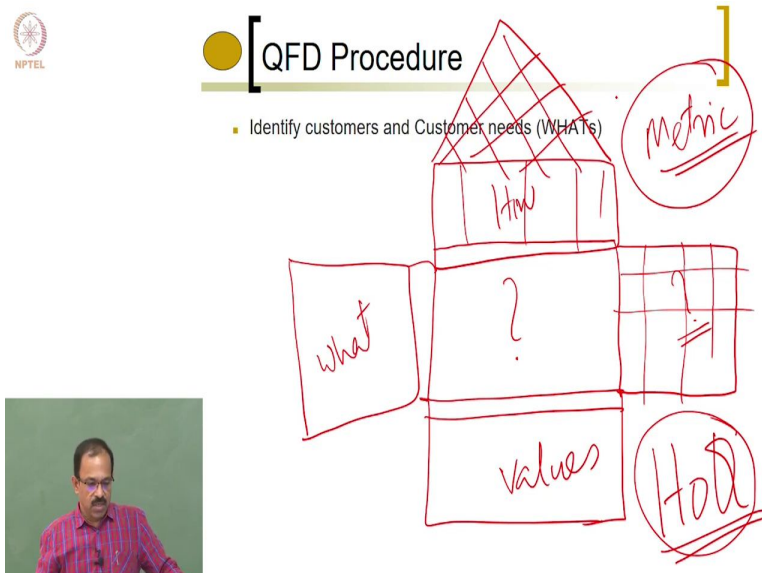 NPTEL
QFD Procedure
Identify customers and Customer needs (WHATs)
Metric
How
what
?
?
values
HOQ